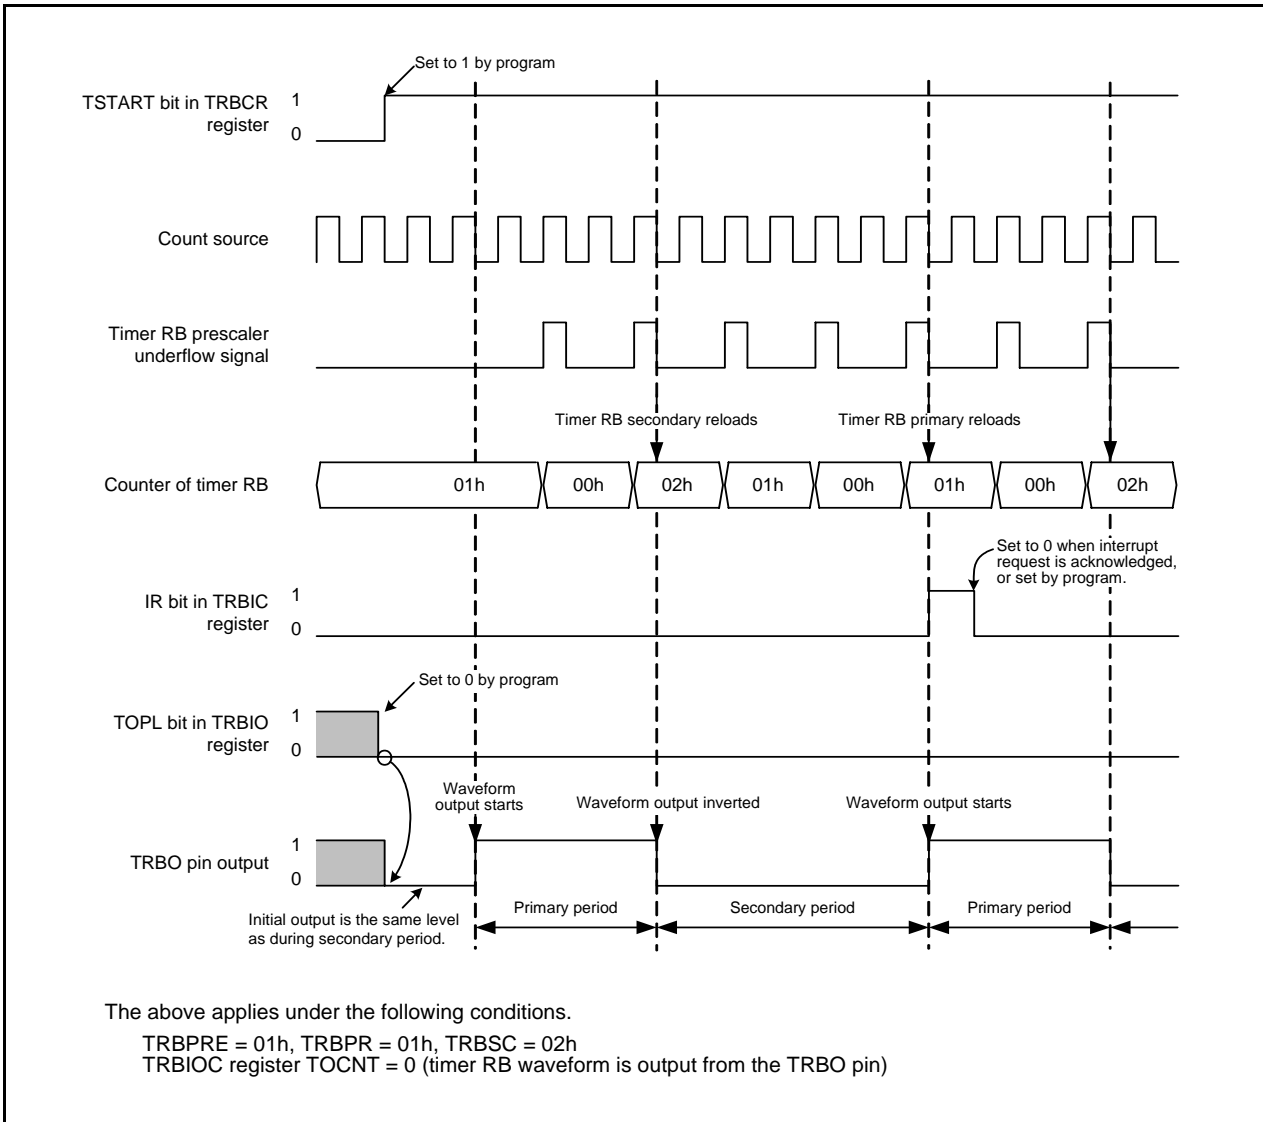 Set to 1 by program
TSTART bit in TRBCR
register
1
0
Count source
Timer RB prescaler
underflow signal
Timer RB secondary reloads
Timer RB primary reloads
Counter of timer RB
01h
00h
02h
01h
00h
01h
00h
02h
Set to 0 when interrupt
request is acknowledged,
or set by program.
IR bit in TRBIC
register
1
0
Set to 0 by program
TOPL bit in TRBIO
register
1
0
Waveform
output starts
Waveform output inverted
Waveform output starts
TRBO pin output
1
0
Initial output is the same level
as during secondary period.
Primary period
Secondary period
Primary period
The above applies under the following conditions.
TRBPRE = 01h, TRBPR = 01h, TRBSC = 02h
TRBIOC register TOCNT = 0 (timer RB waveform is output from the TRBO pin)